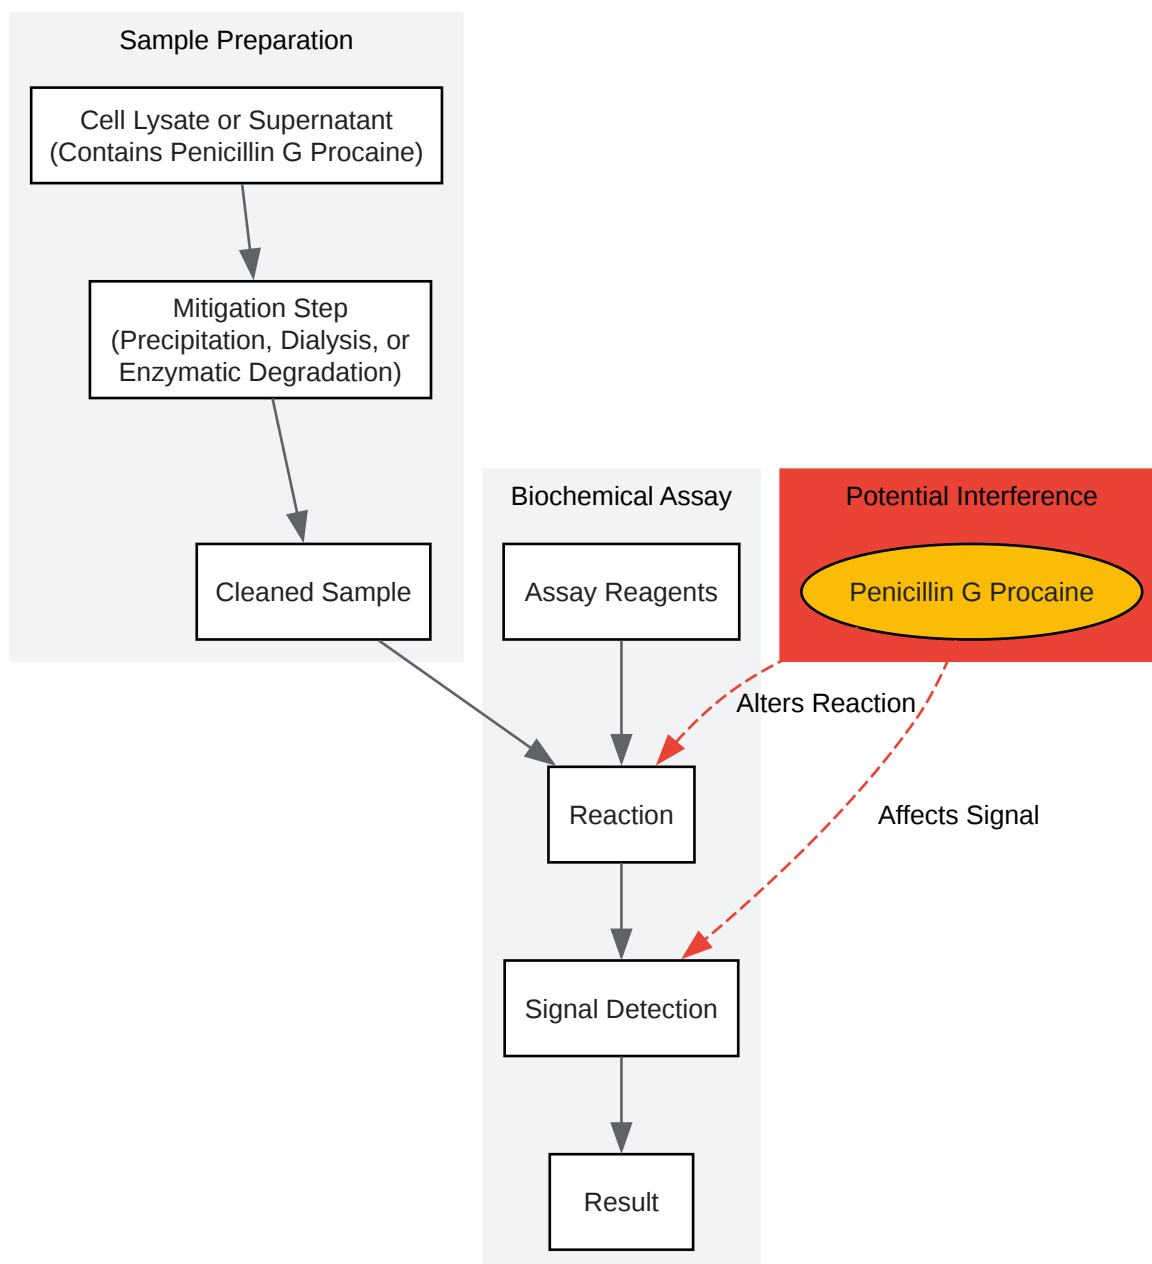 Sample Preparation
Cell Lysate or Supernatant
(Contains Penicillin G Procaine)
Mitigation Step
(Precipitation, Dialysis, or
Enzymatic Degradation)
Cleaned Sample
Biochemical Assay
Assay Reagents
Potential Interference
Penicillin G Procaine
Alters Reaction
Reaction
Affects Signal
Signal Detection
Result